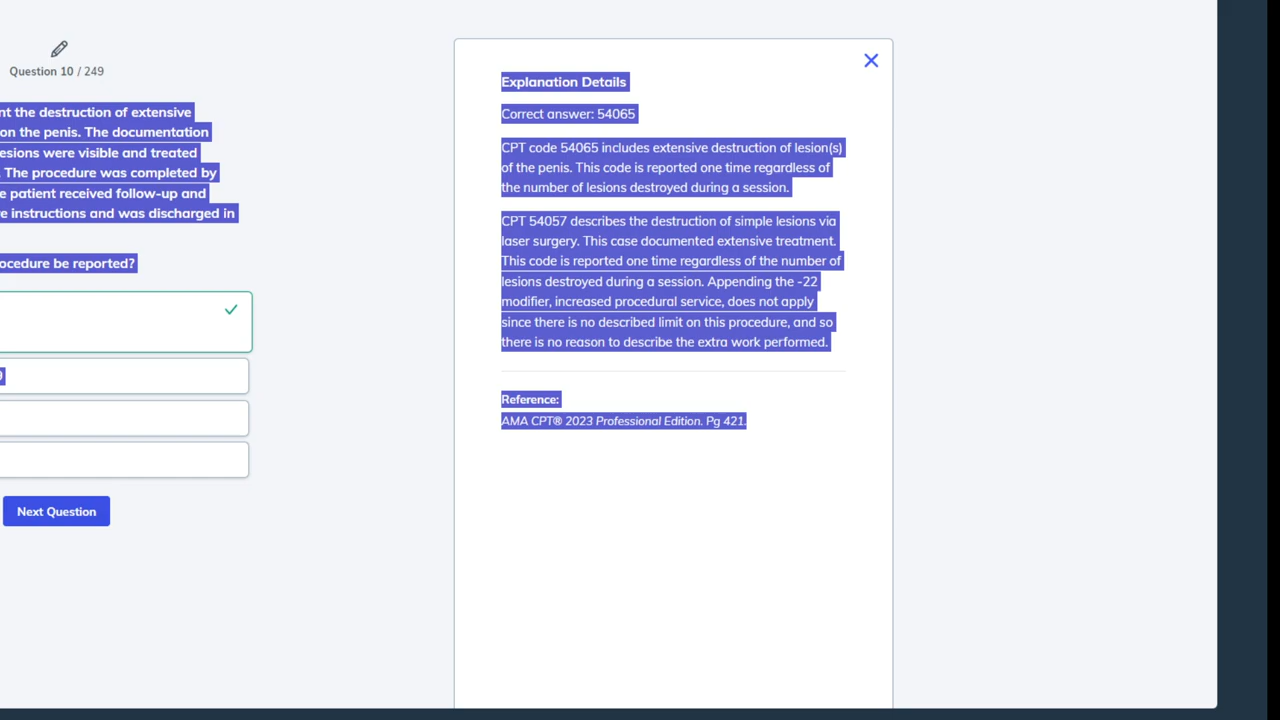 Question 10 / 249
nt the destruction of extensive
on the penis. The documentation
esions were visible and treated
. The procedure was completed by
e patient received follow-up and
e instructions and was discharged in
ocedure be reported?
Next Question
Explanation Details
Correct answer: 54065
CPT code 54065 includes extensive destruction of lesion(s)
of the penis. This code is reported one time regardless of
the number of lesions destroyed during a session.
CPT 54057 describes the destruction of simple lesions via
laser surgery. This case documented extensive treatment.
This code is reported one time regardless of the number of
lesions destroyed during a session. Appending the -22
modifier, increased procedural service, does not apply
since there is no described limit on this procedure, and so
there is no reason to describe the extra work performed.
Reference:
AMA CPT® 2023 Professional Edition. Pg 421.